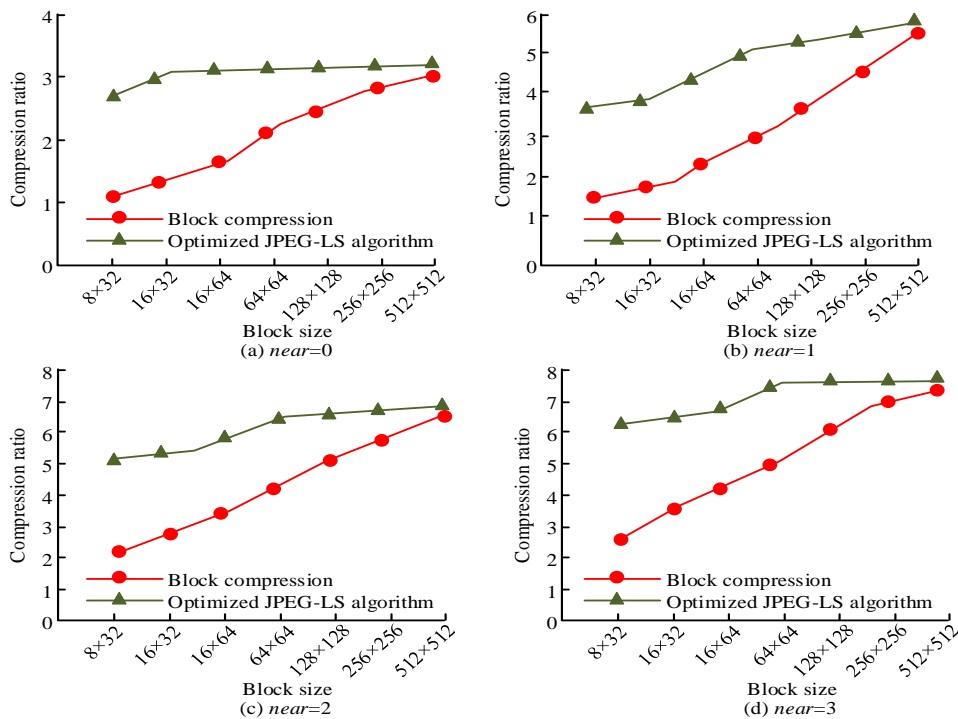 4
3
2
1
0
Compression ratio
Block compression
Optimized JPEG-LS algorithm
8×32
16×32
16×64
64×64
128×128
256×256
512×512
Block size
(a) near=0
6
5
4
3
2
1
0
Compression ratio
Block compression
Optimized JPEG-LS algorithm
8×32
16×32
16×64
64×64
128×128
256×256
512×512
Block size
(b) near=1
8
7
6
5
4
3
2
1
0
Compression ratio
Block compression
Optimized JPEG-LS algorithm
8×32
16×32
16×64
64×64
128×128
256×256
512×512
Block size
(c) near=2
8
7
6
5
4
3
2
1
0
Compression ratio
Block compression
Optimized JPEG-LS algorithm
8×32
16×32
16×64
64×64
128×128
256×256
512×512
Block size
(d) near=3